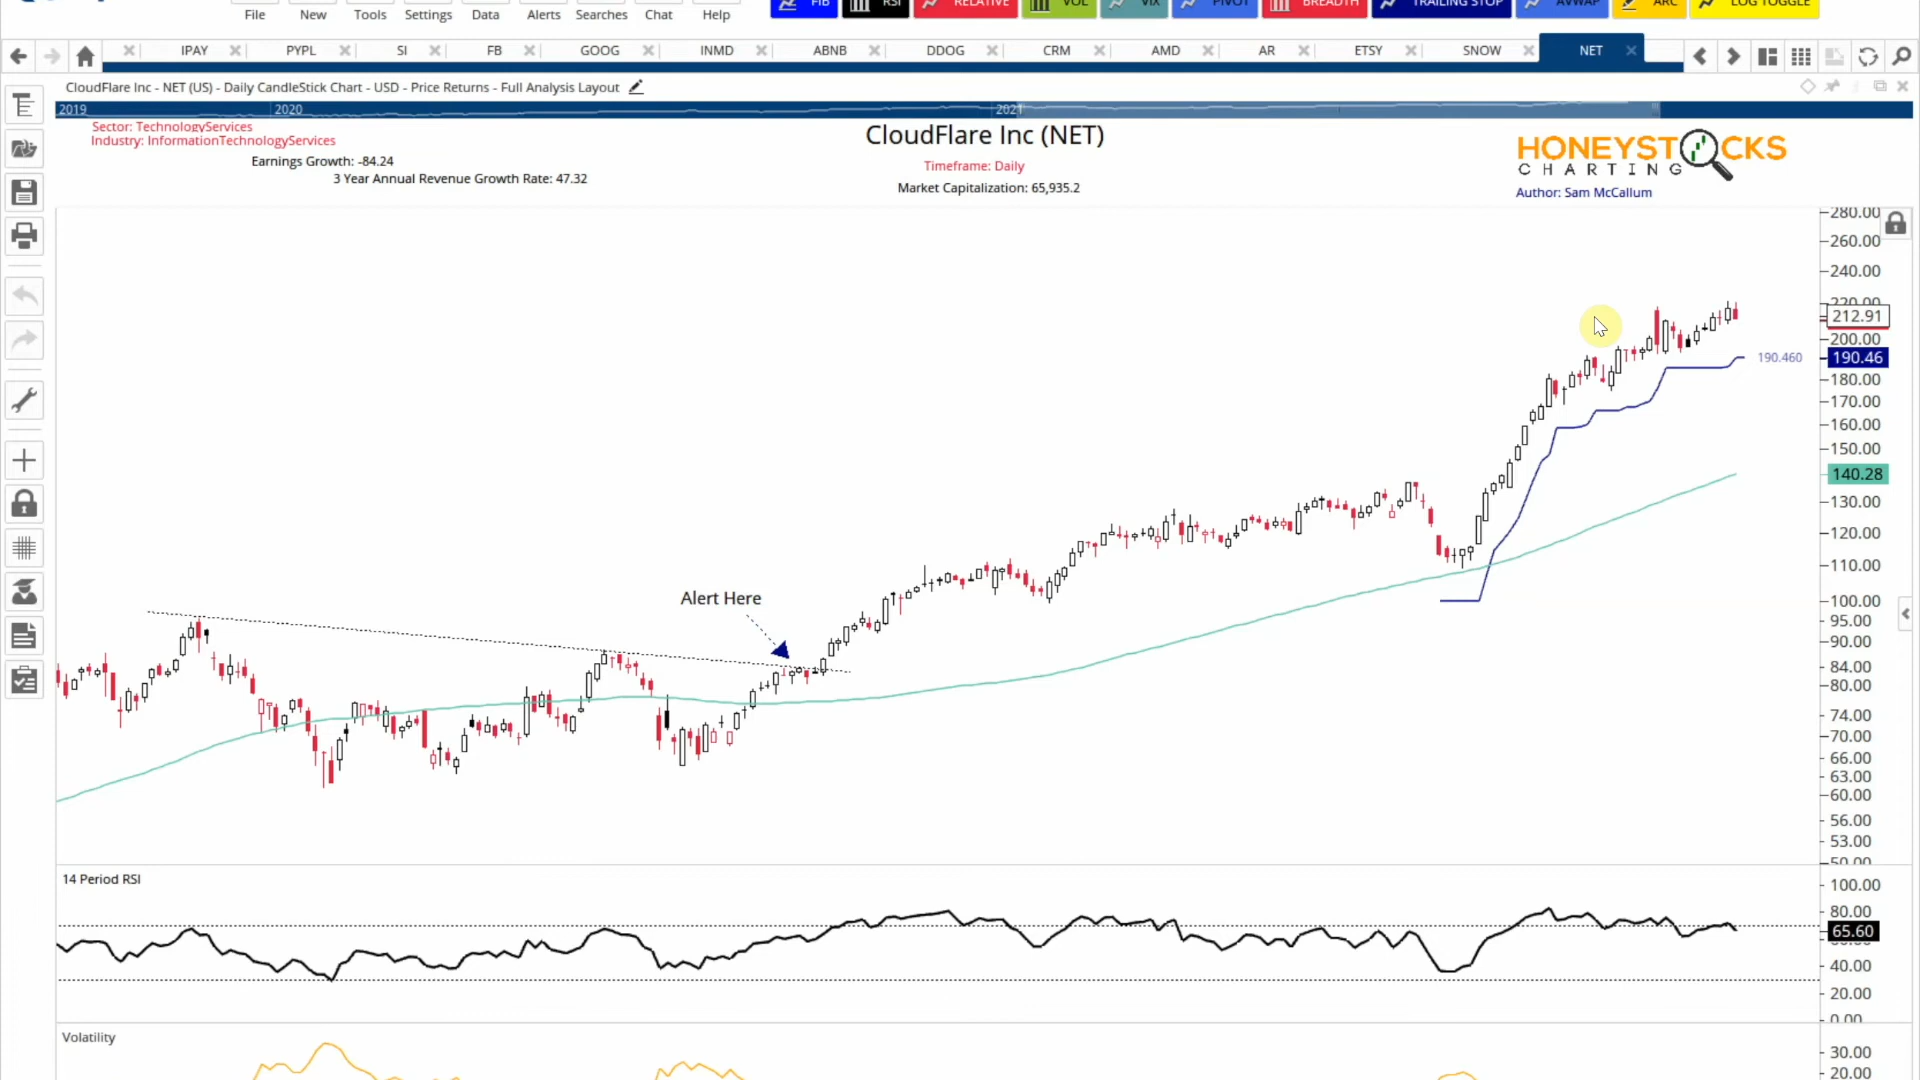 FIB
RSI
RELATIVE
VOL
VIX
PIVOT
BREADTH
TRAILING STOP
AVWAP
ARC
LOG TOGGLE
File
New
Tools
Settings
Data
Alerts
Searches
Chat
Help
IPAY
PYPL
SI
FB
GOOG
INMD
ABNB
DDOG
CRM
AMD
AR
ETSY
SNOW
NET
CloudFlare Inc - NET (US) - Daily CandleStick Chart - USD - Price Returns - Full Analysis Layout
2019
2020
2021
Sector: TechnologyServices
Industry: InformationTechnologyServices
Earnings Growth: -84.24
3 Year Annual Revenue Growth Rate: 47.32
CloudFlare Inc (NET)
Timeframe: Daily
Market Capitalization: 65,935.2
HONEYSTOCKS
CHARTING
Author: Sam McCallum
280.00
260.00
240.00
220.00
212.91
200.00
190.460
190.46
180.00
170.00
160.00
150.00
140.28
130.00
120.00
110.00
100.00
95.00
90.00
84.00
80.00
74.00
70.00
66.00
63.00
60.00
56.00
53.00
50.00
Alert Here
14 Period RSI
100.00
80.00
65.60
40.00
20.00
0.00
Volatility
30.00
20.00